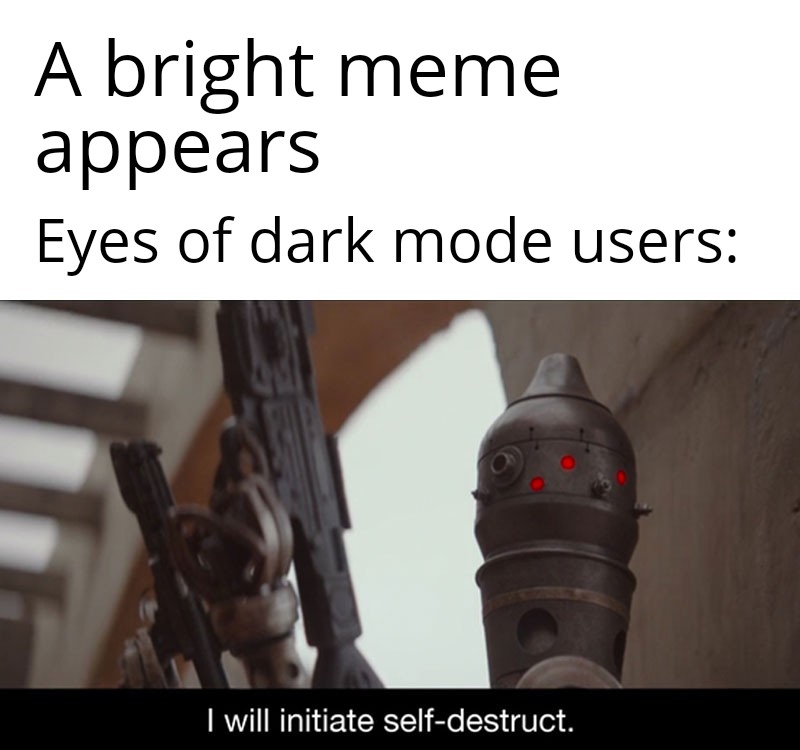 A bright meme
appears
Eyes of dark mode users:
I will initiate self-destruct.